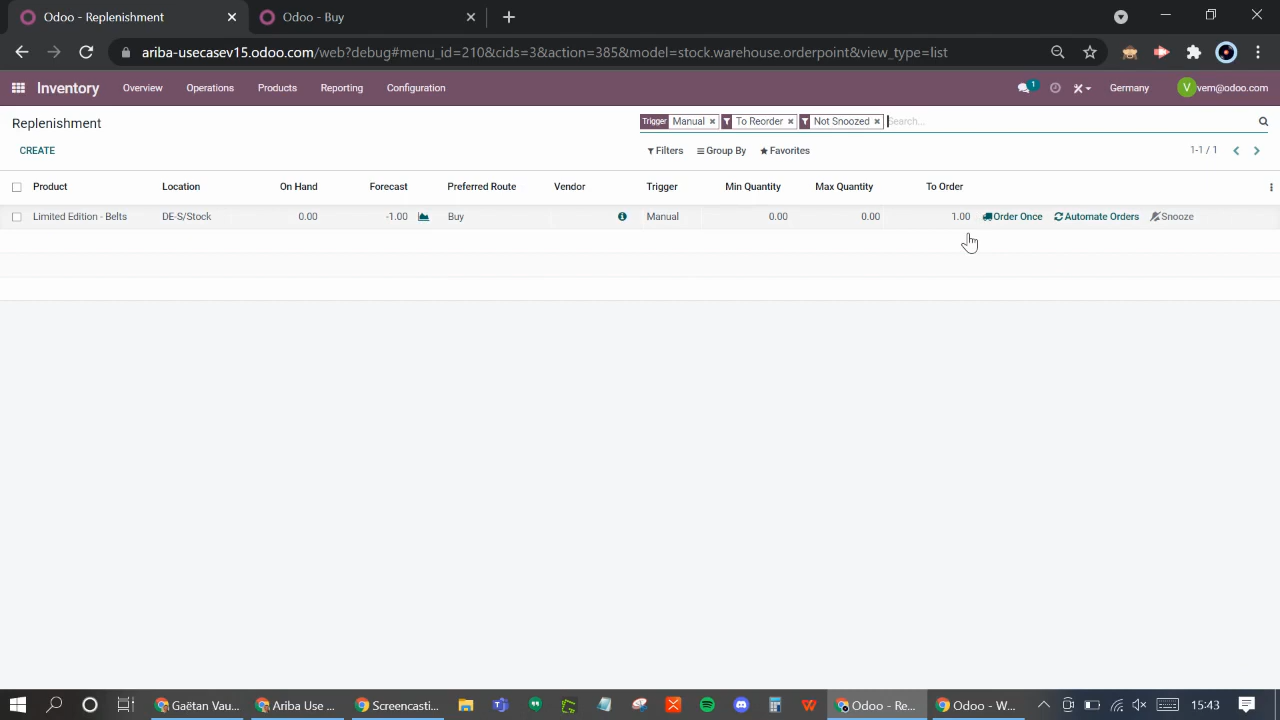 Odoo - Replenishment
Odoo - Buy
ariba-usecasev15.odoo.com/web?debug#menu_id=210&cids=3&action=385&model=stock.warehouse.orderpoint&view_type=list
Inventory Overview Operations Products Reporting Configuration 1 Germany V vem@odoo.com
Replenishment Trigger Manual × To Reorder × Not Snoozed × Search...
CREATE Filters Group By Favorites 1-1 / 1
Product Location On Hand Forecast Preferred Route Vendor Trigger Min Quantity Max Quantity To Order
Limited Edition - Belts DE-S/Stock 0.00 -1.00 Buy Manual 0.00 0.00 1.00 Order Once Automate Orders Snooze
Gaëtan Vau... Ariba Use ... Screencasti... Odoo - Re... Odoo - W... 15:43